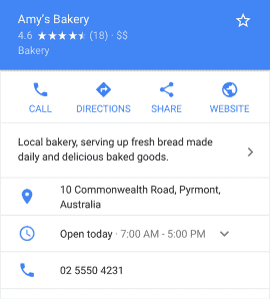 Amy's Bakery
4.6 ★★★★★ (18) · $$
Bakery
CALL DIRECTIONS SHARE WEBSITE
Local bakery, serving up fresh bread made
daily and delicious baked goods.
10 Commonwealth Road, Pyrmont,
Australia
Open today · 7:00 AM - 5:00 PM
02 5550 4231